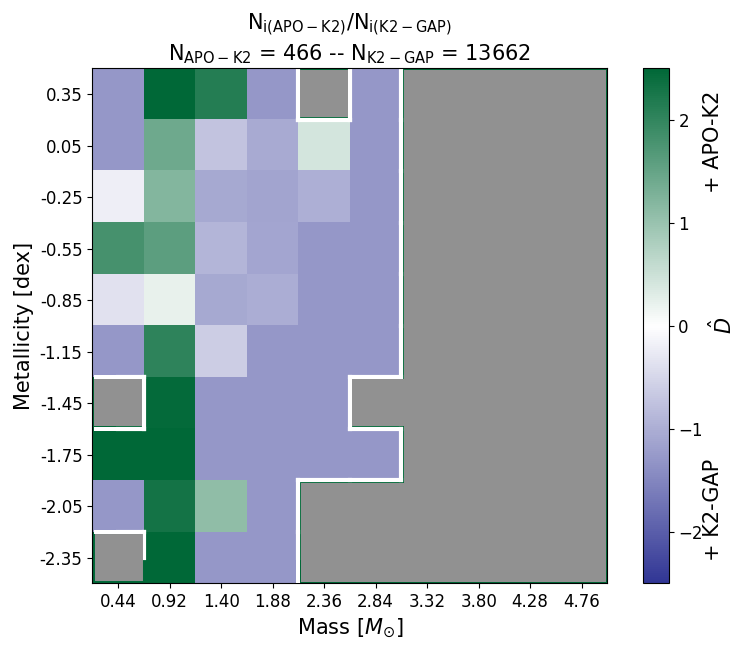 N_i(APO−K2)/N_i(K2−GAP)
N_APO−K2 = 466 -- N_K2−GAP = 13662
0.35
0.05
-0.25
-0.55
-0.85
-1.15
-1.45
-1.75
-2.05
-2.35
Metallicity [dex]
0.44 0.92 1.40 1.88 2.36 2.84 3.32 3.80 4.28 4.76
Mass [M_⊙]
2
1
0
−1
−2
+ APO-K2
D̂
+ K2-GAP